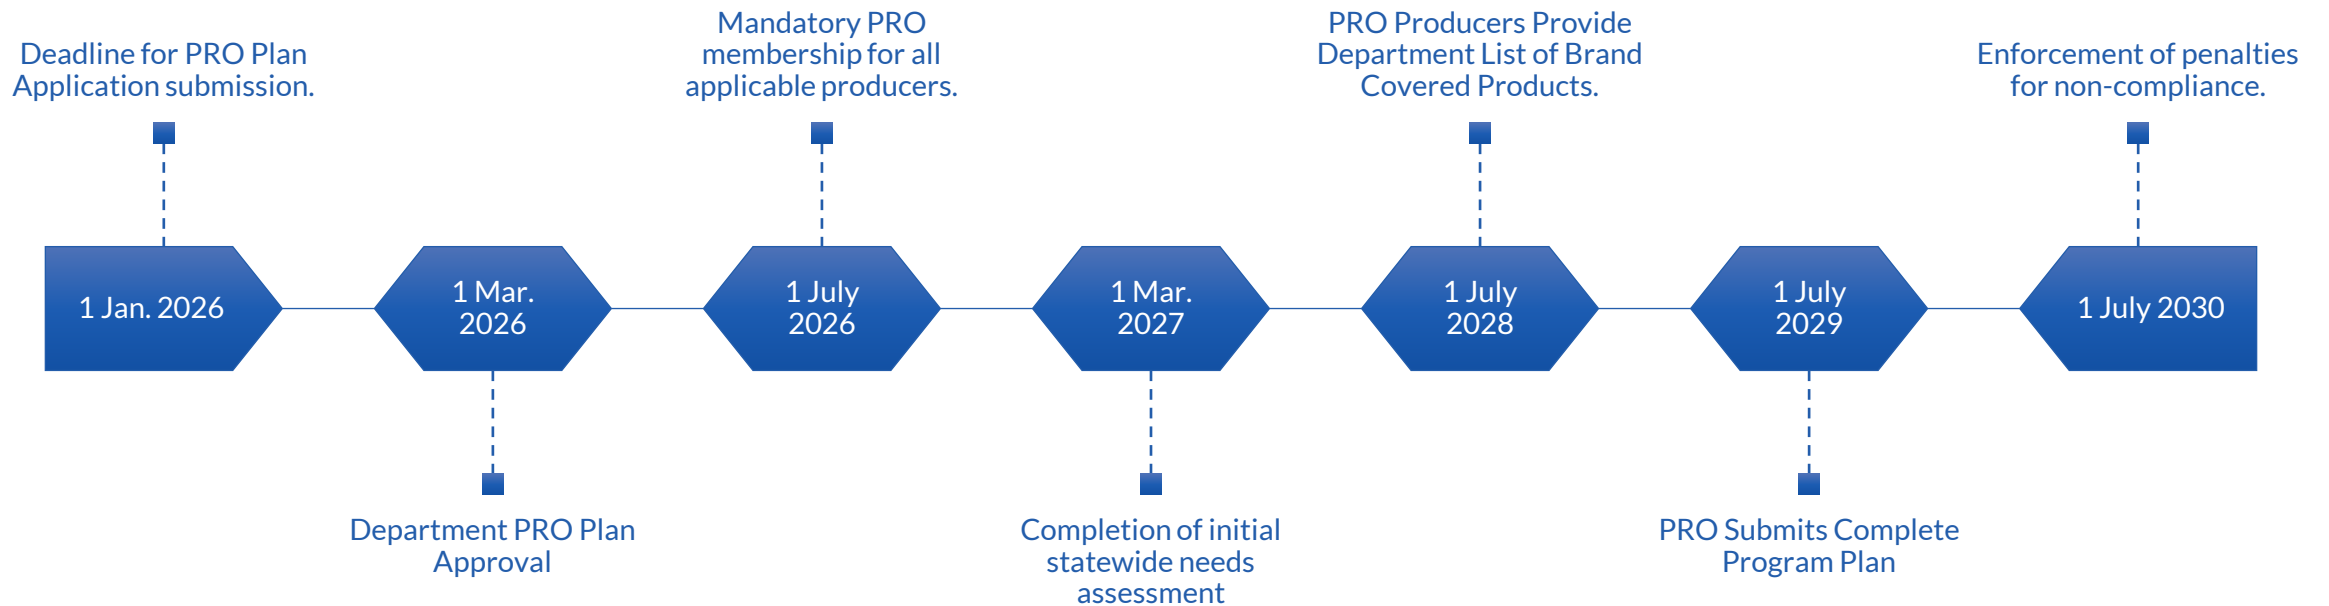 Deadline for PRO Plan
Application submission.
Mandatory PRO
membership for all
applicable producers.
PRO Producers Provide
Department List of Brand
Covered Products.
Enforcement of penalties
for non-compliance.
1 Jan. 2026
1 Mar.
2026
1 July
2026
1 Mar.
2027
1 July
2028
1 July
2029
1 July 2030
Department PRO Plan
Approval
Completion of initial
statewide needs
assessment
PRO Submits Complete
Program Plan